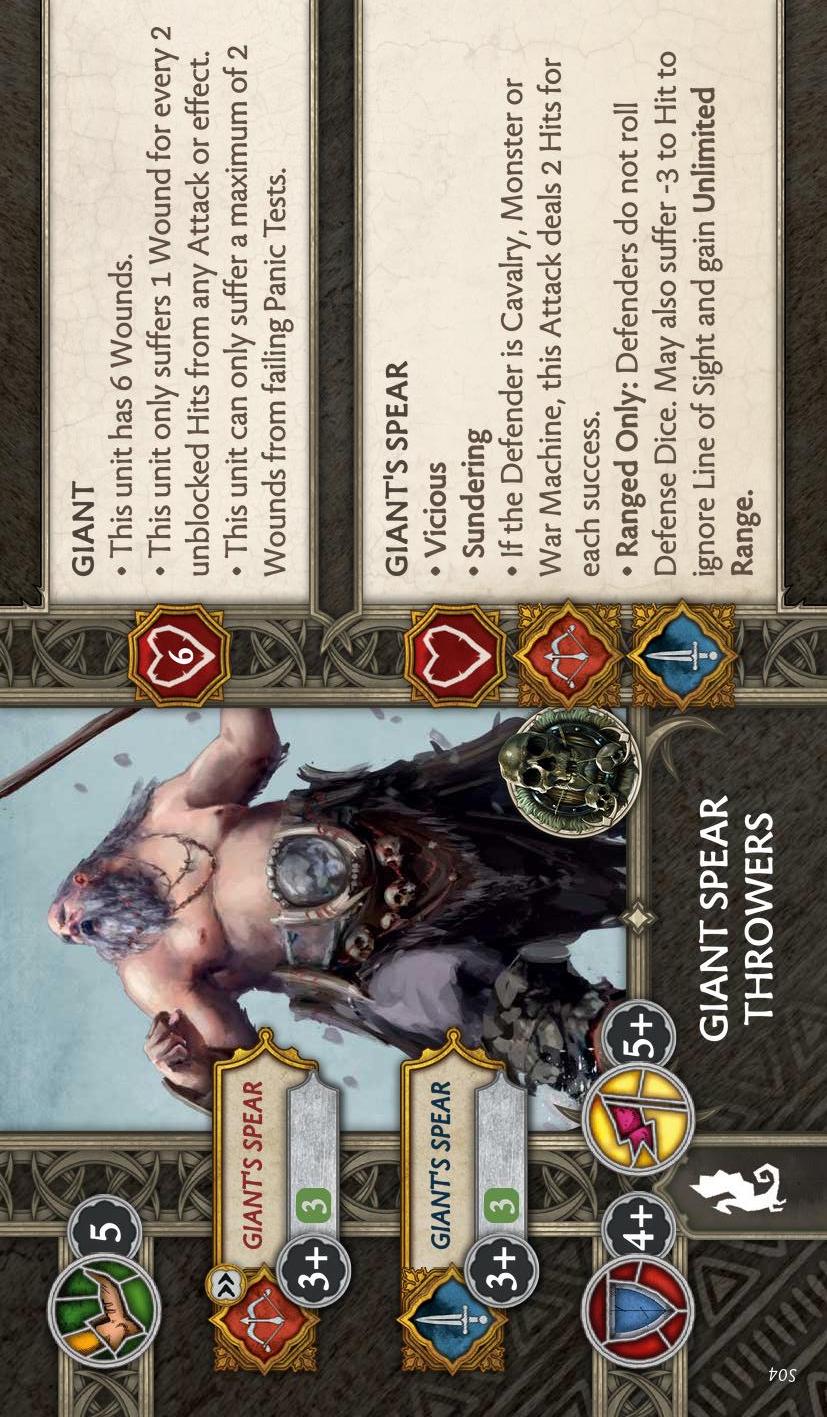 5
GIANT'S SPEAR
3+
3
GIANT'S SPEAR
3+
3
4+
5+
GIANT SPEAR
THROWERS
S04
6
GIANT
• This unit has 6 Wounds.
• This unit only suffers 1 Wound for every 2
unblocked Hits from any Attack or effect.
• This unit can only suffer a maximum of 2
Wounds from failing Panic Tests.
GIANT'S SPEAR
• Vicious
• Sundering
• If the Defender is Cavalry, Monster or
War Machine, this Attack deals 2 Hits for
each success.
• Ranged Only: Defenders do not roll
Defense Dice. May also suffer -3 to Hit to
ignore Line of Sight and gain Unlimited
Range.